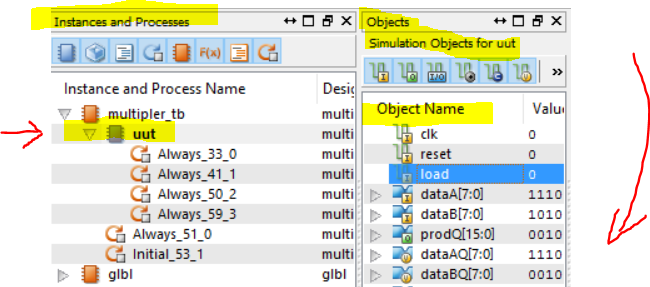 Instances and Processes
F(x)
Instance and Process Name
multipler_tb multi
uut multi
Always_33_0 multi
Always_41_1 multi
Always_50_2 multi
Always_59_3 multi
Always_51_0 multi
Initial_53_1 multi
glbl glbl
Objects
Simulation Objects for uut
I/O
»
Object Name
clk 0
reset 0
load 0
dataA[7:0] 1110
dataB[7:0] 1010
prodQ[15:0] 0010
dataAQ[7:0] 1110
dataBQ[7:0] 0010